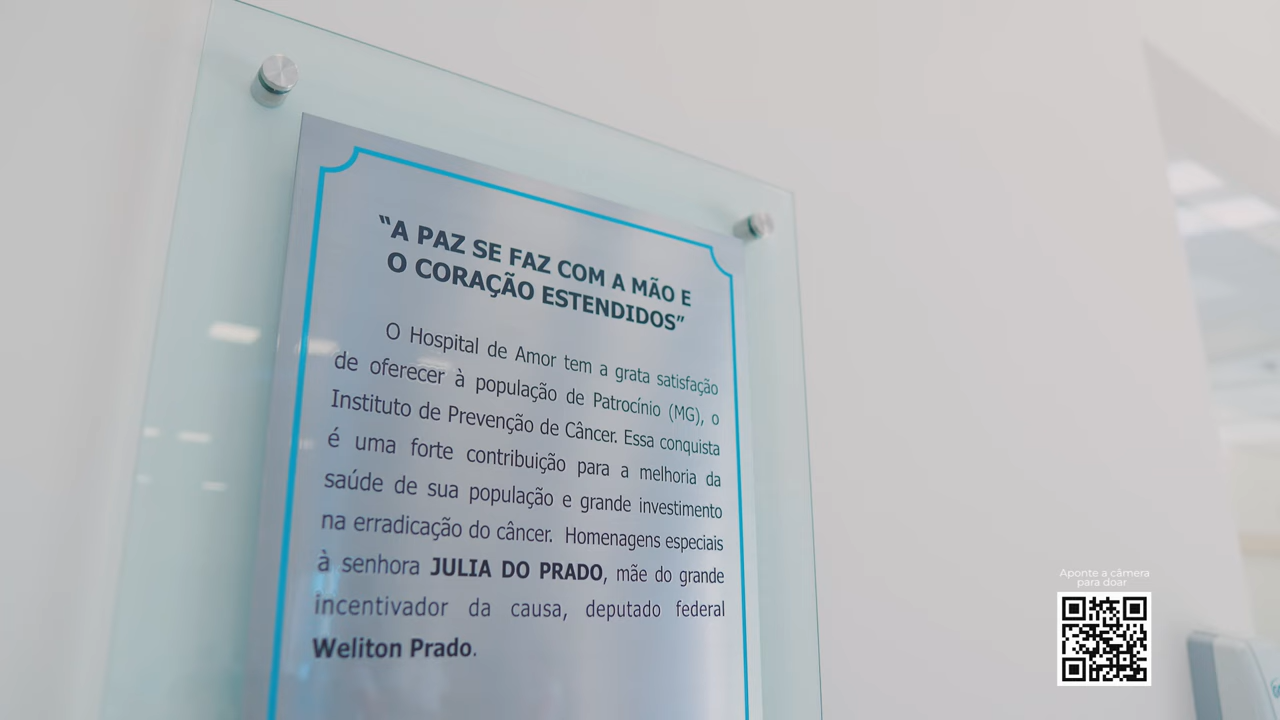 “A PAZ SE FAZ COM A MÃO E
O CORAÇÃO ESTENDIDOS”
O Hospital de Amor tem a grata satisfação
de oferecer à população de Patrocínio (MG), o
Instituto de Prevenção de Câncer. Essa conquista
é uma forte contribuição para a melhoria da
saúde de sua população e grande investimento
na erradicação do câncer. Homenagens especiais
à senhora JULIA DO PRADO, mãe do grande
incentivador da causa, deputado federal
Weliton Prado.
Aponte a câmera
para doar